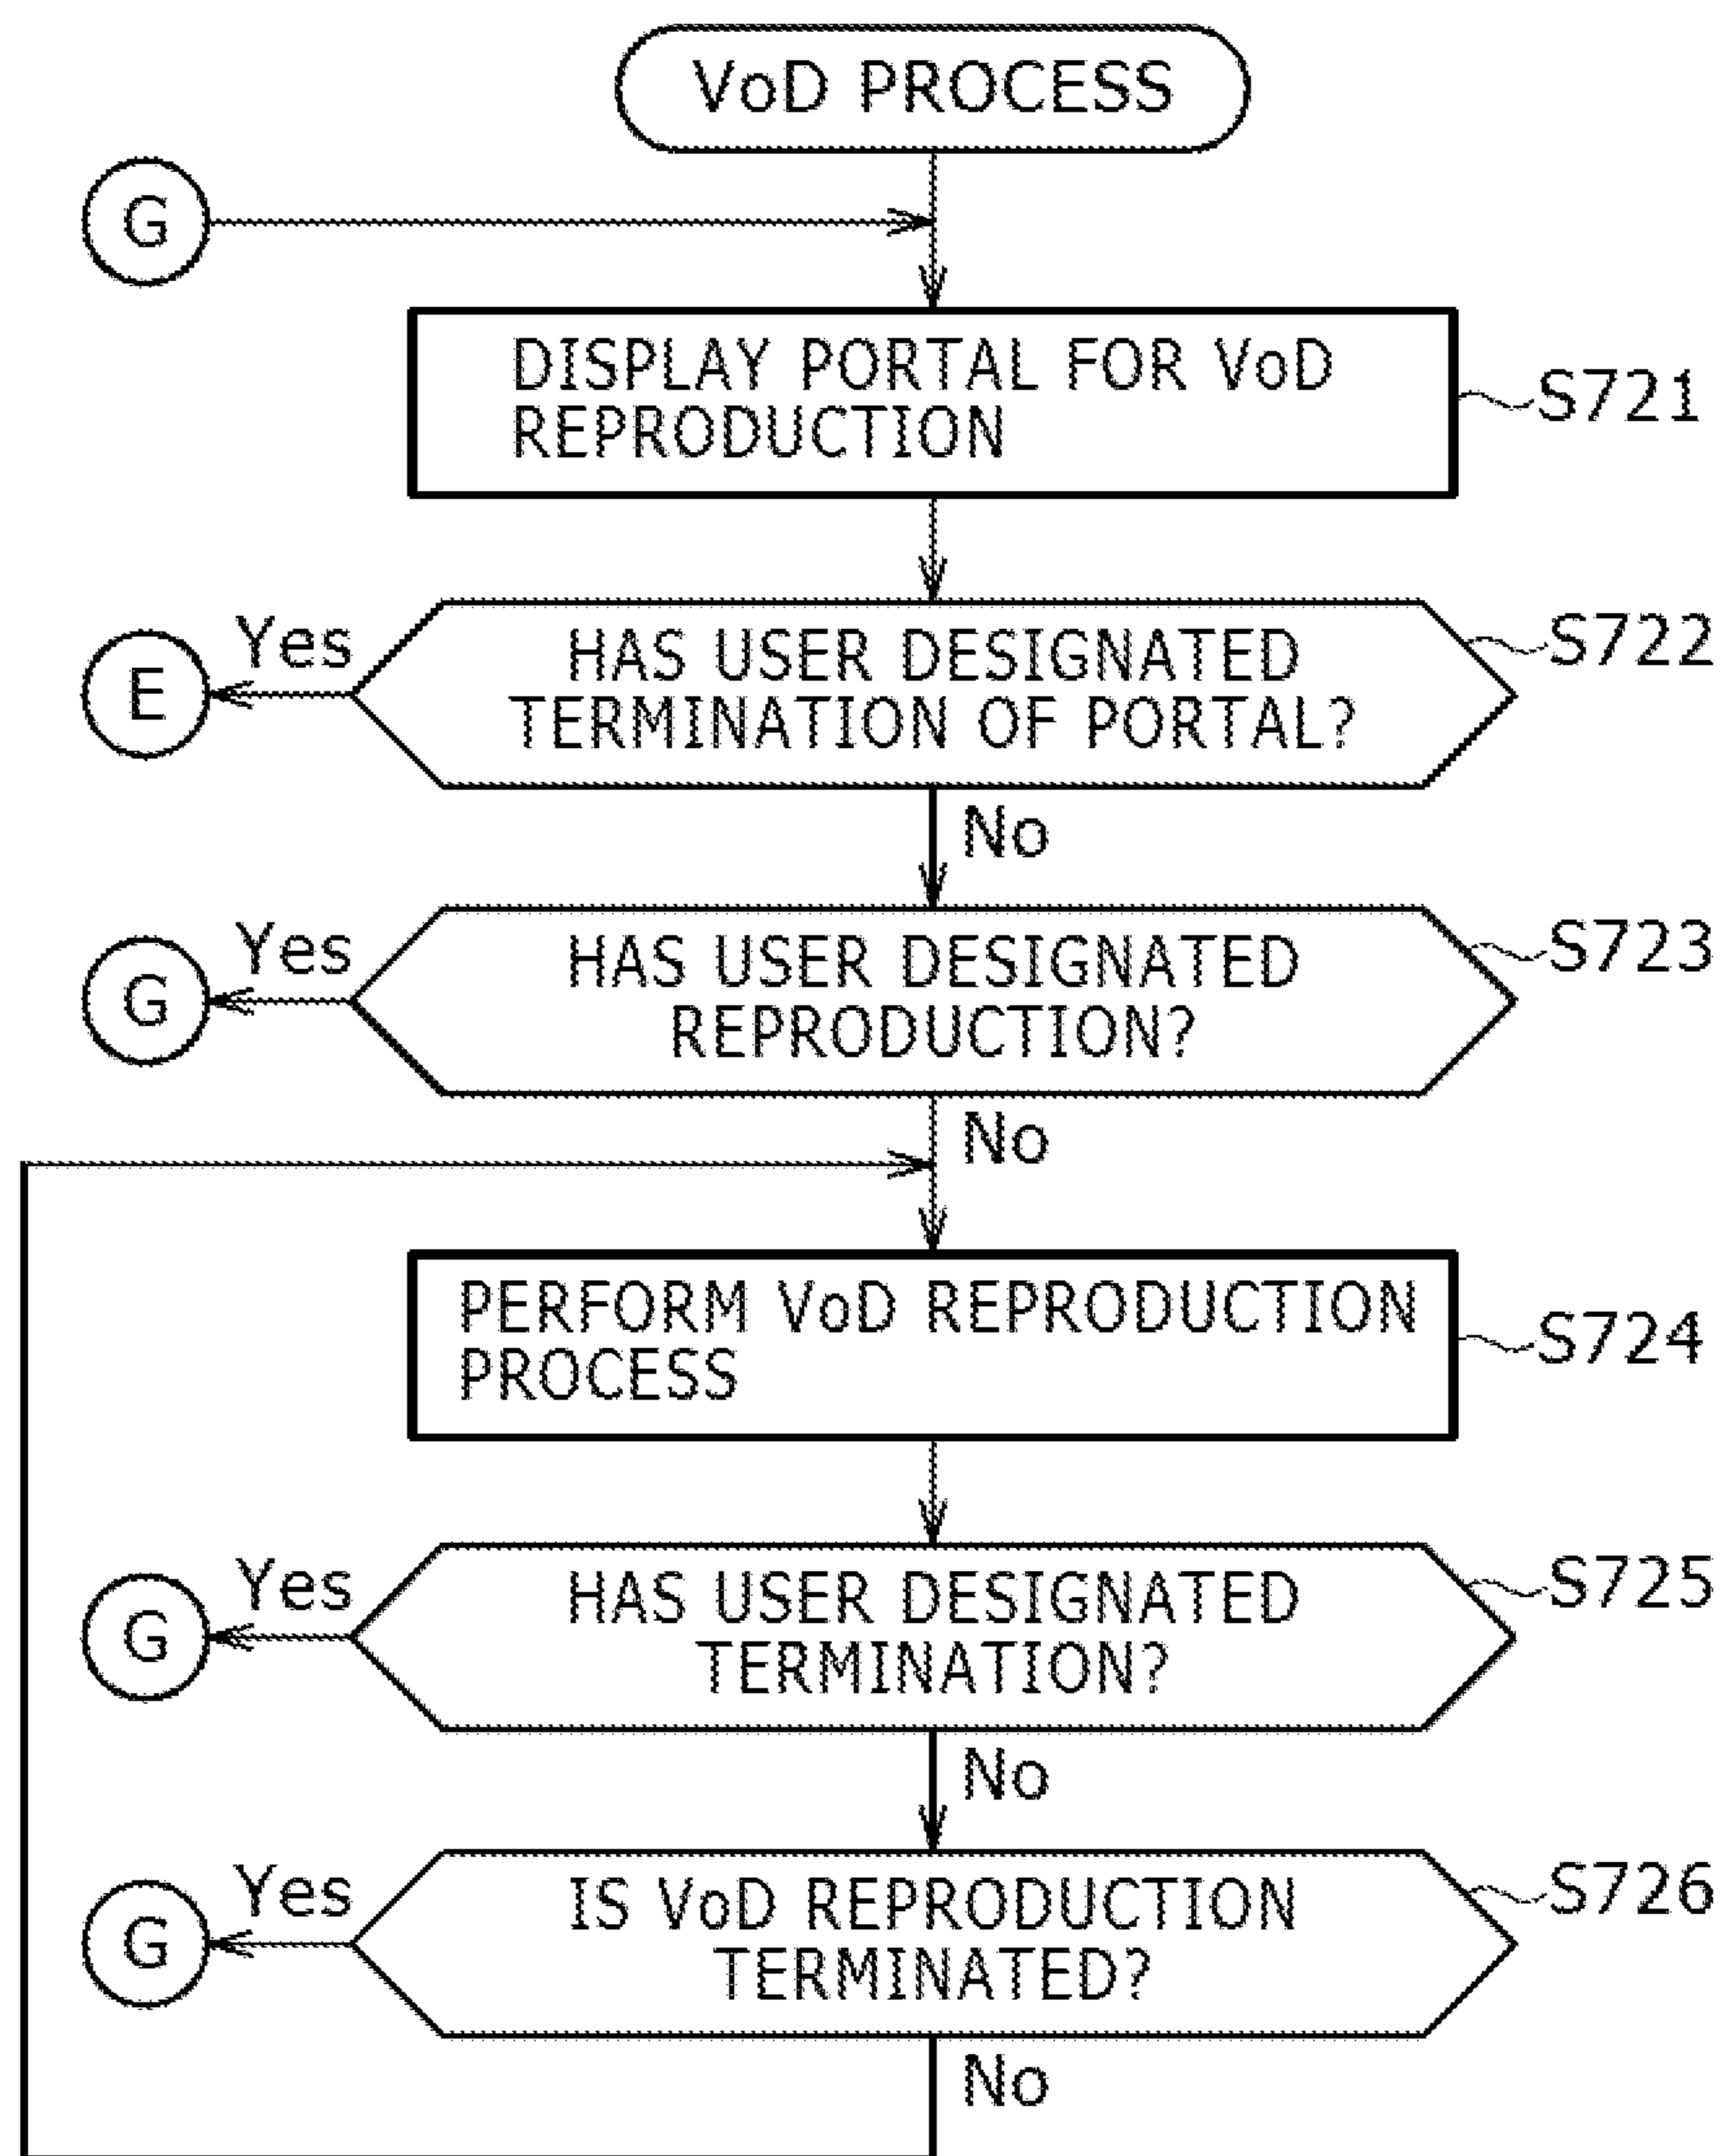 VoD PROCESS
G
DISPLAY PORTAL FOR VoD
REPRODUCTION
S721
HAS USER DESIGNATED
TERMINATION OF PORTAL?
S722
Yes
E
No
HAS USER DESIGNATED
REPRODUCTION?
S723
Yes
G
No
PERFORM VoD REPRODUCTION
PROCESS
S724
HAS USER DESIGNATED
TERMINATION?
S725
Yes
G
No
IS VoD REPRODUCTION
TERMINATED?
S726
Yes
G
No